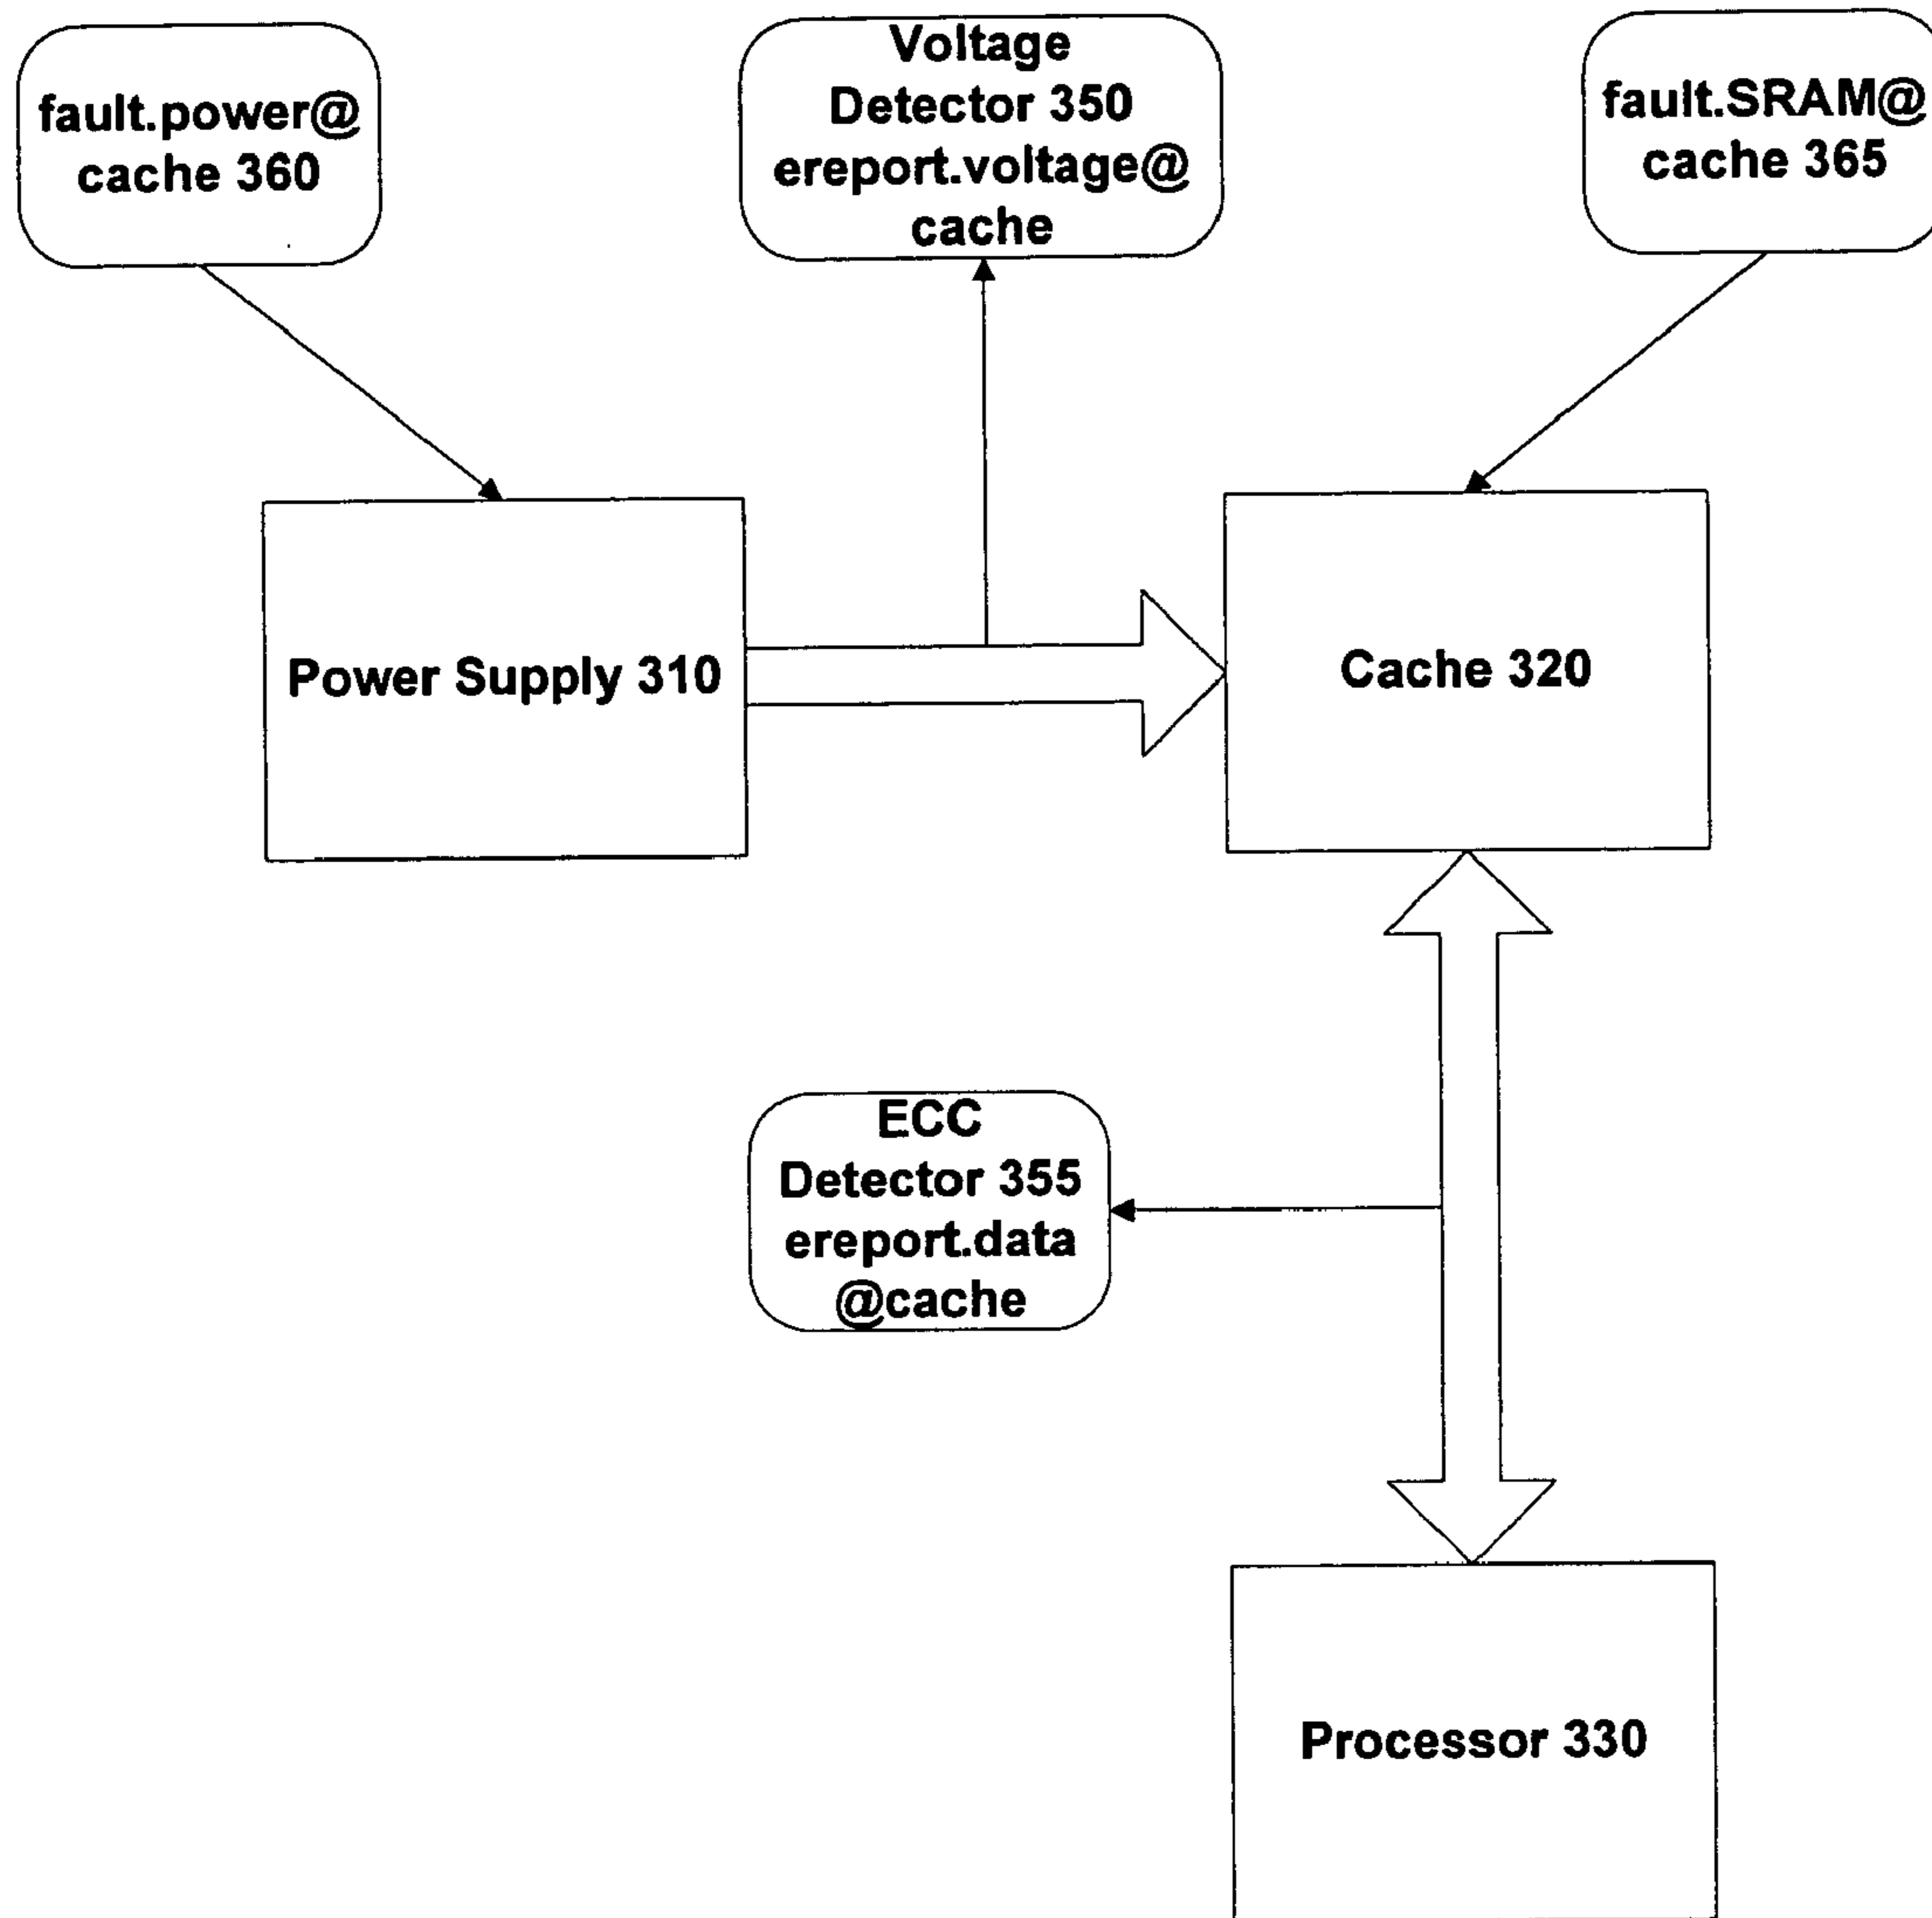 fault.power@
cache 360
Voltage
Detector 350
ereport.voltage@
cache
fault.SRAM@
cache 365
Power Supply 310
Cache 320
ECC
Detector 355
ereport.data
@cache
Processor 330